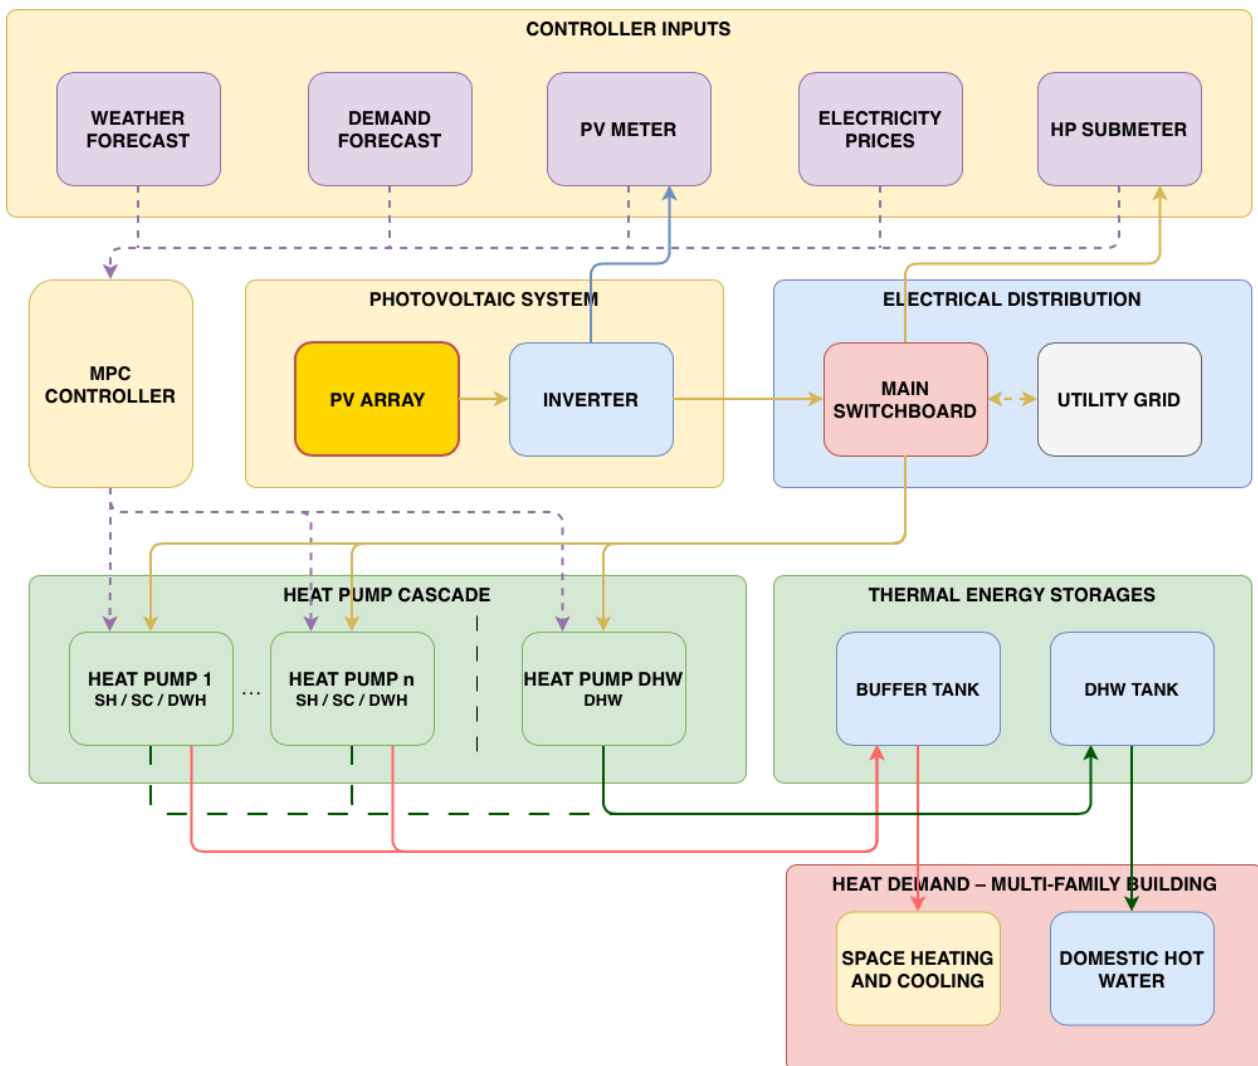 CONTROLLER INPUTS
WEATHER
FORECAST
DEMAND
FORECAST
PV METER
ELECTRICITY
PRICES
HP SUBMETER
MPC
CONTROLLER
PHOTOVOLTAIC SYSTEM
PV ARRAY
INVERTER
ELECTRICAL DISTRIBUTION
MAIN
SWITCHBOARD
UTILITY GRID
HEAT PUMP CASCADE
HEAT PUMP 1
SH / SC / DWH
...
HEAT PUMP n
SH / SC / DWH
HEAT PUMP DHW
DHW
THERMAL ENERGY STORAGES
BUFFER TANK
DHW TANK
HEAT DEMAND – MULTI-FAMILY BUILDING
SPACE HEATING
AND COOLING
DOMESTIC HOT
WATER